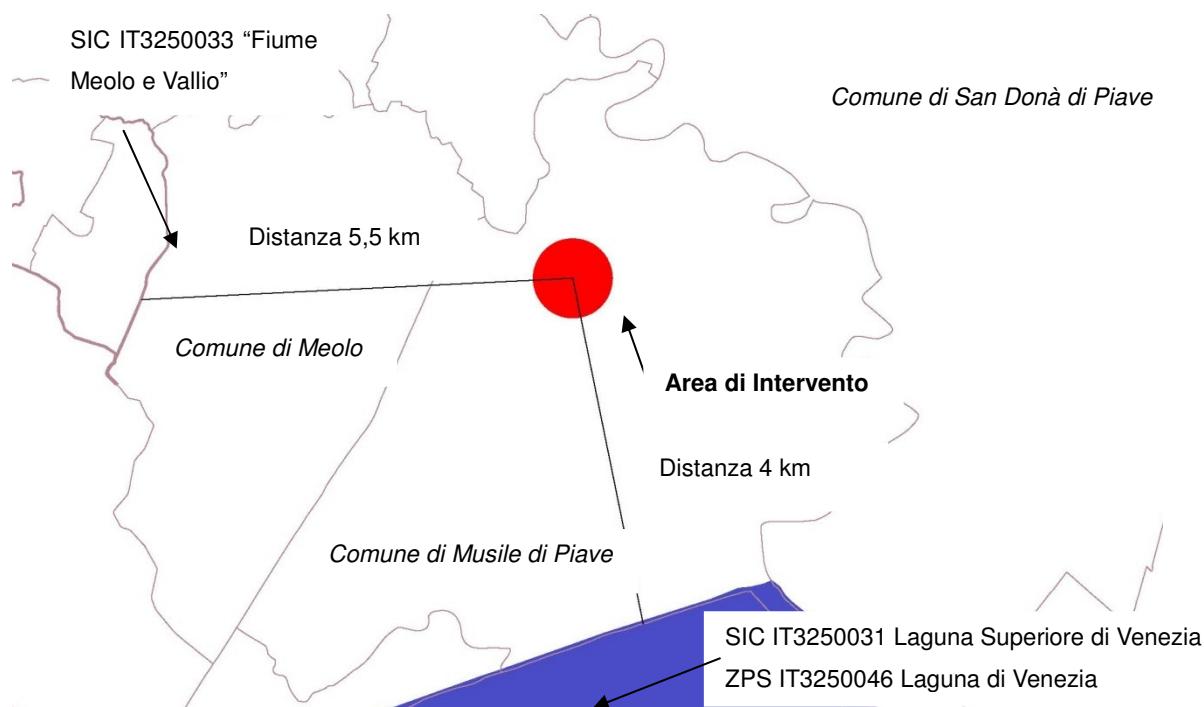 SIC IT3250033 “Fiume
Meolo e Vallio”
Comune di San Donà di Piave
Distanza 5,5 km
Comune di Meolo
Area di Intervento
Distanza 4 km
Comune di Musile di Piave
SIC IT3250031 Laguna Superiore di Venezia
ZPS IT3250046 Laguna di Venezia